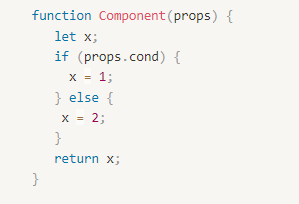 function Component(props) {
   let x;
   if (props.cond) {
     x = 1;
   } else {
    x = 2;
   }
   return x;
}